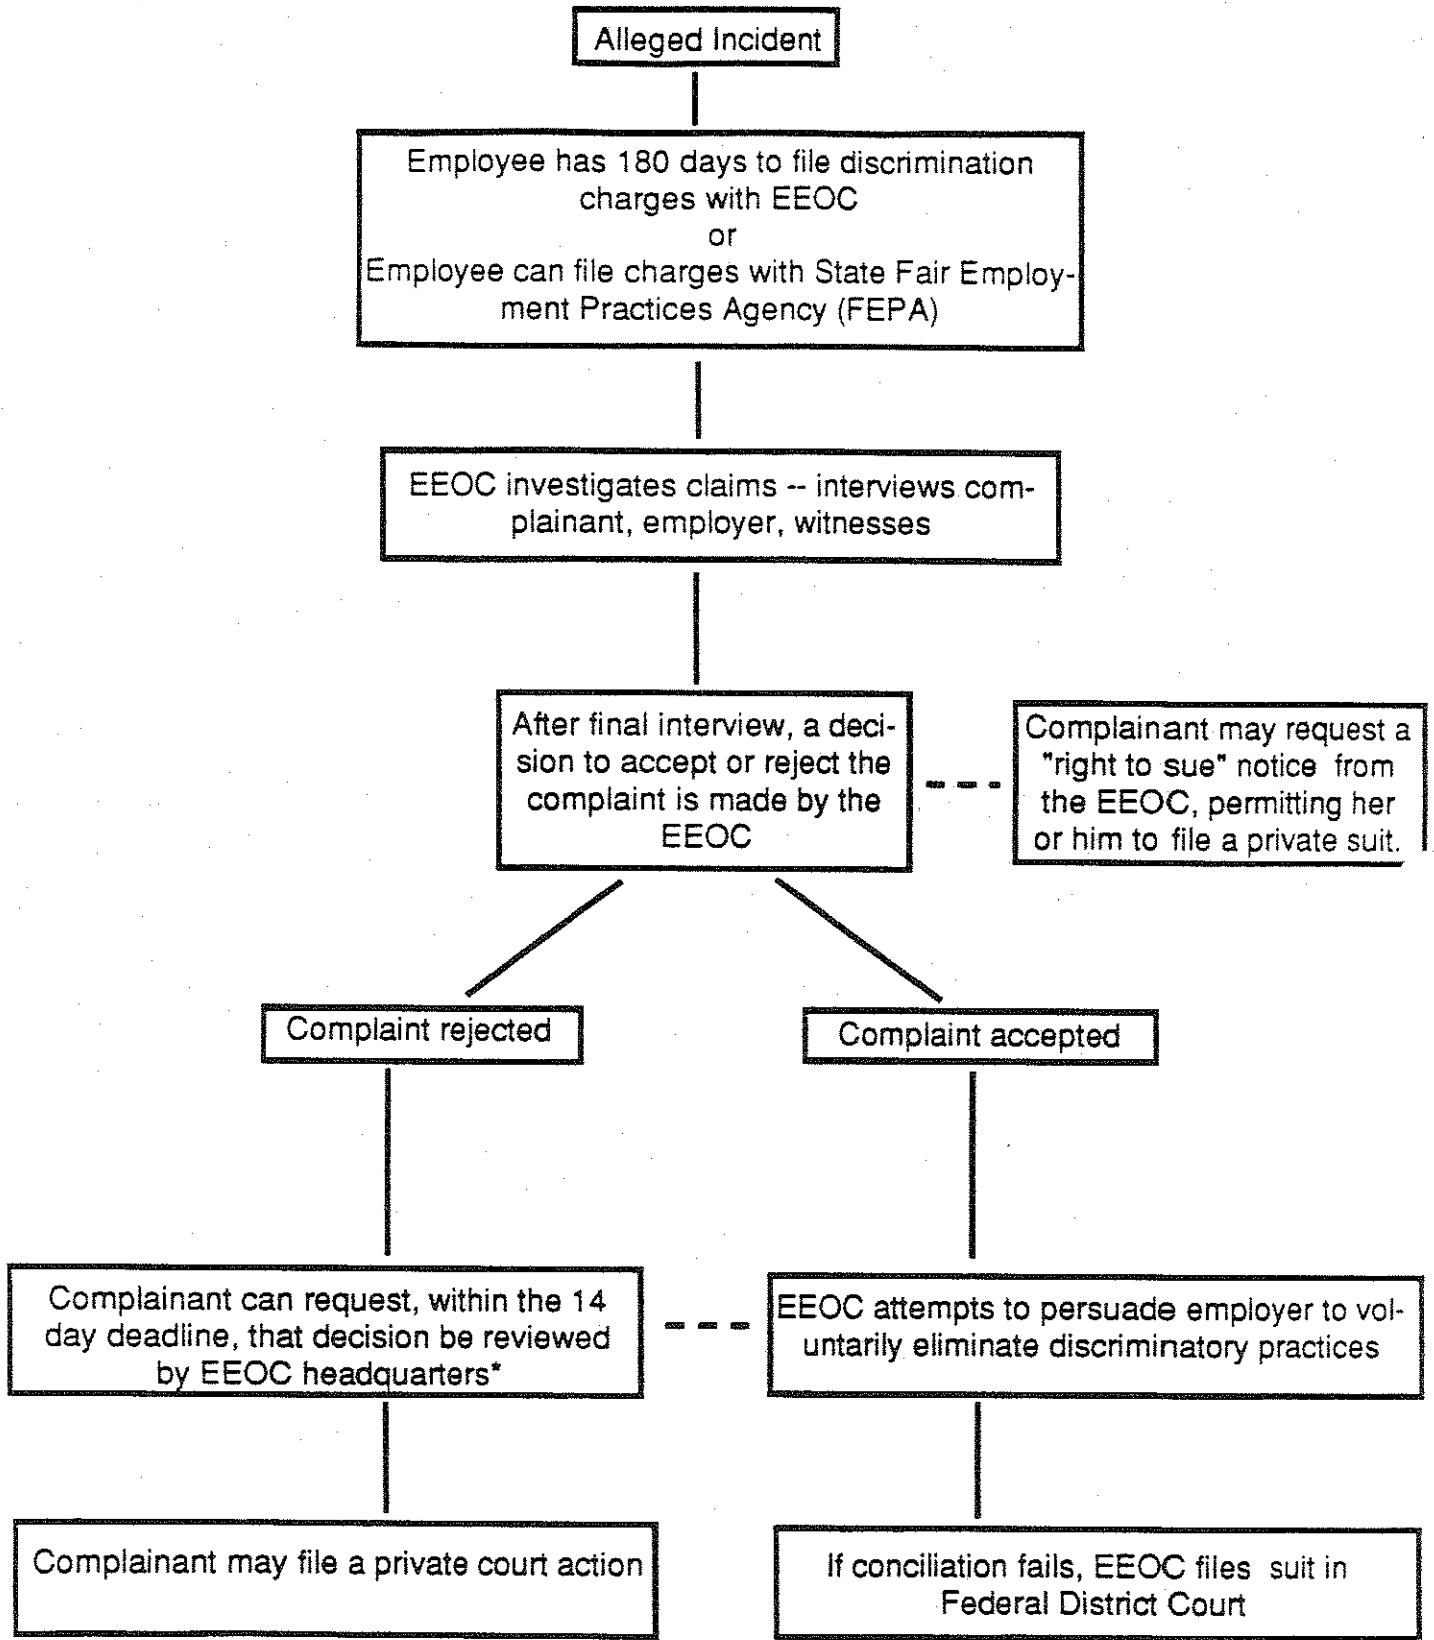 Alleged Incident
Employee has 180 days to file discrimination
charges with EEOC
or
Employee can file charges with State Fair Employ-
ment Practices Agency (FEPA)
EEOC investigates claims -- interviews com-
plainant, employer, witnesses
After final interview, a deci-
sion to accept or reject the
complaint is made by the
EEOC
Complainant may request a
"right to sue" notice from
the EEOC, permitting her
or him to file a private suit.
Complaint rejected
Complaint accepted
Complainant can request, within the 14
day deadline, that decision be reviewed
by EEOC headquarters*
EEOC attempts to persuade employer to vol-
untarily eliminate discriminatory practices
Complainant may file a private court action
If conciliation fails, EEOC files suit in
Federal District Court